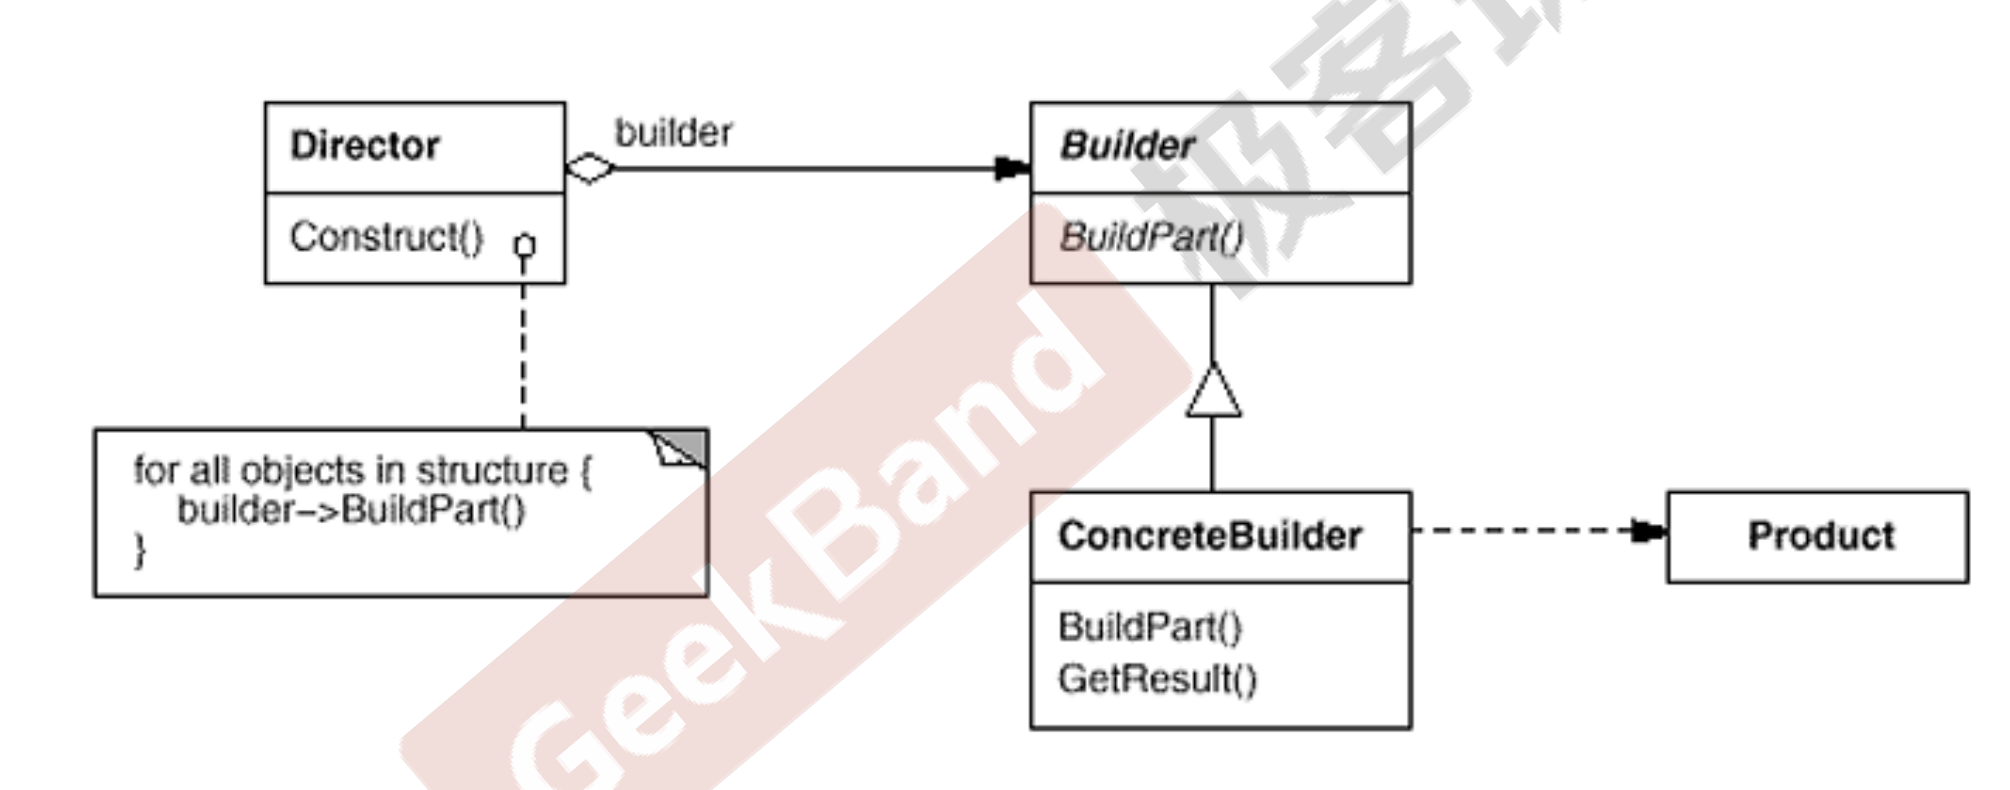 Director
Construct()
builder
Builder
BuildPart()
for all objects in structure {
builder->BuildPart()
}
ConcreteBuilder
BuildPart()
GetResult()
Product
GeekBand
极客